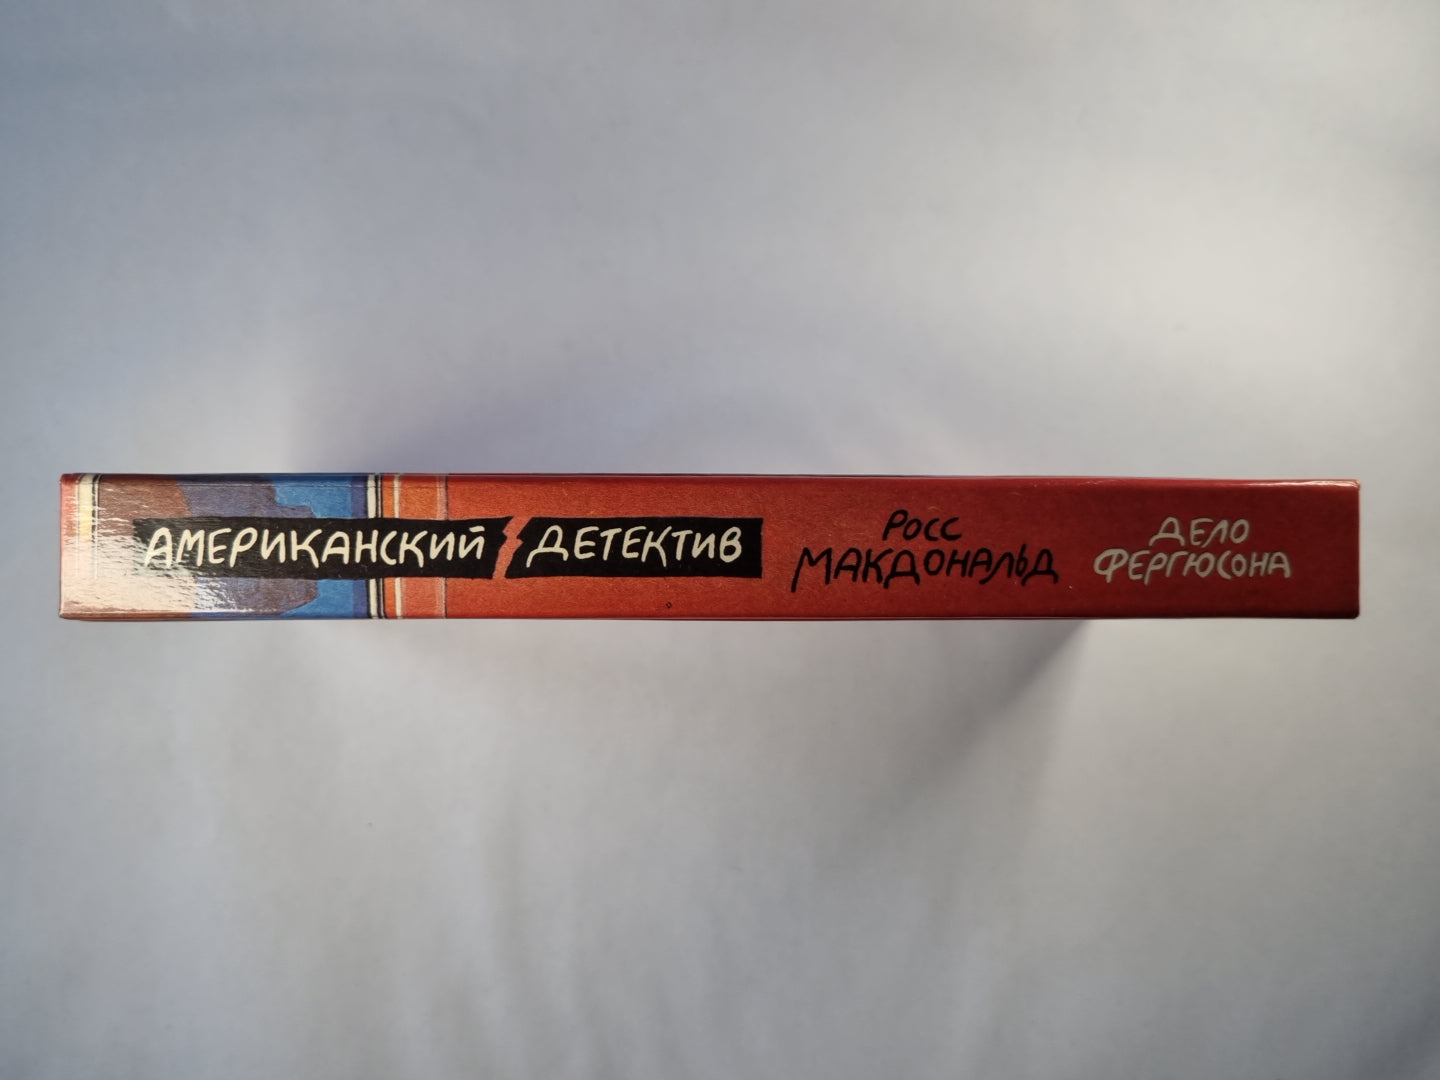 АМЕРИКАНСКИЙ ДЕТЕКТИВ
РОСС
МАКДОНАЛЬД
ДЕЛО
ФЕРГЮСОНА